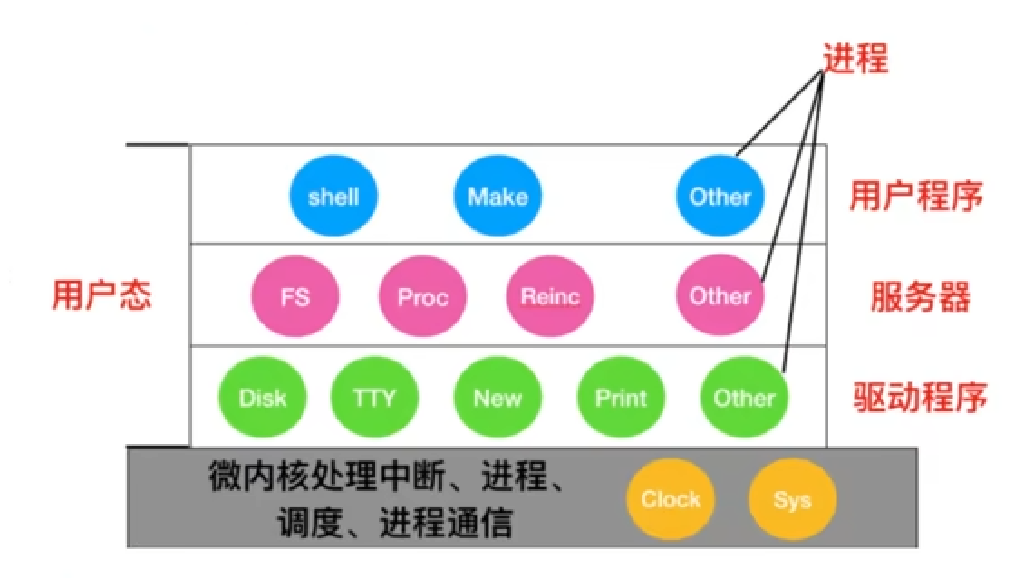 进程
shell Make Other 用户程序
用户态 FS Proc Reinc Other 服务器
Disk TTY New Print Other 驱动程序
微内核处理中断、进程、
调度、进程通信
Clock Sys